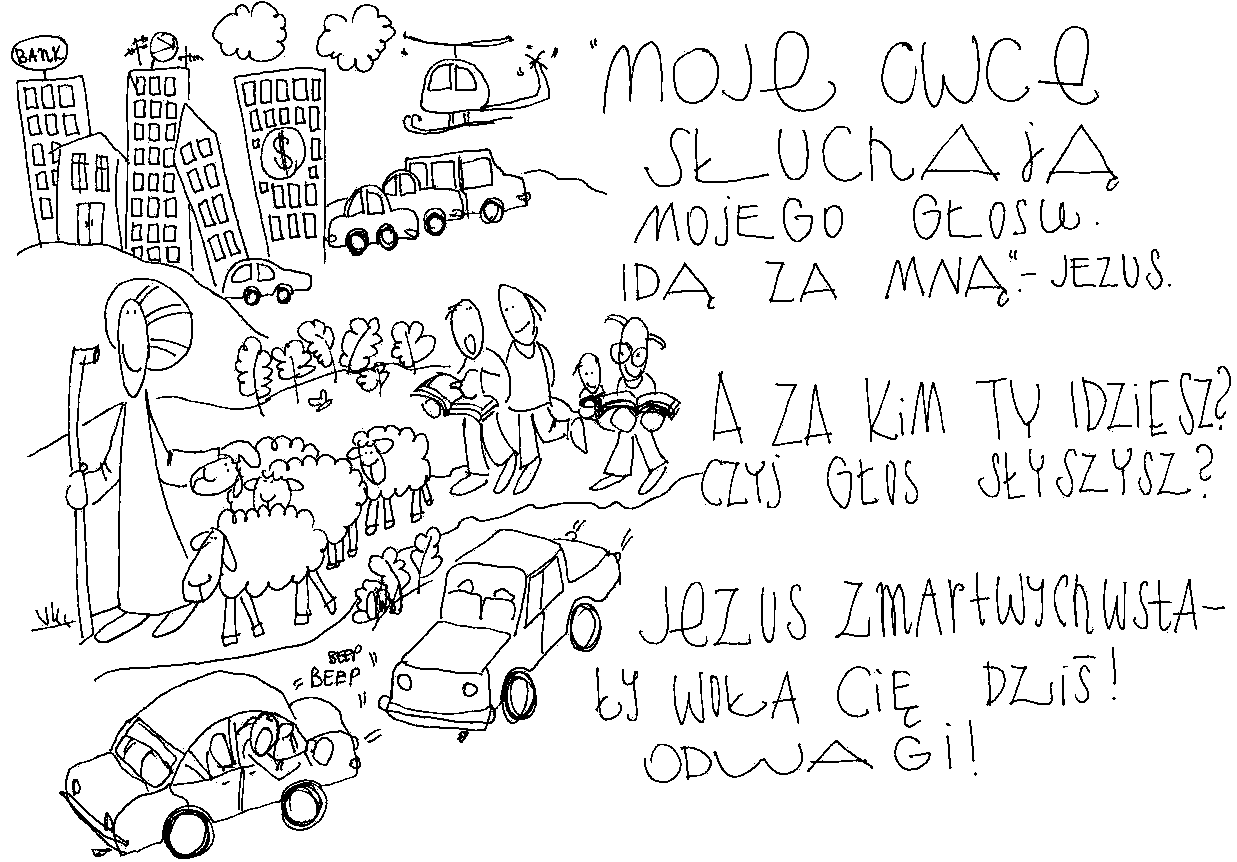 BANK
$
"MOJE OWCE
SŁUCHAJĄ
MOJEGO GŁOSU.
IDĄ ZA MNĄ".- JEZUS.
A ZA KIM TY IDZIESZ?
CZYJ GŁOS SŁYSZYSZ?
BEEP
BEEP
JEZUS ZMARTWYCHWSTA-
ŁY WOŁA CIĘ DZIŚ!
ODWAGI!